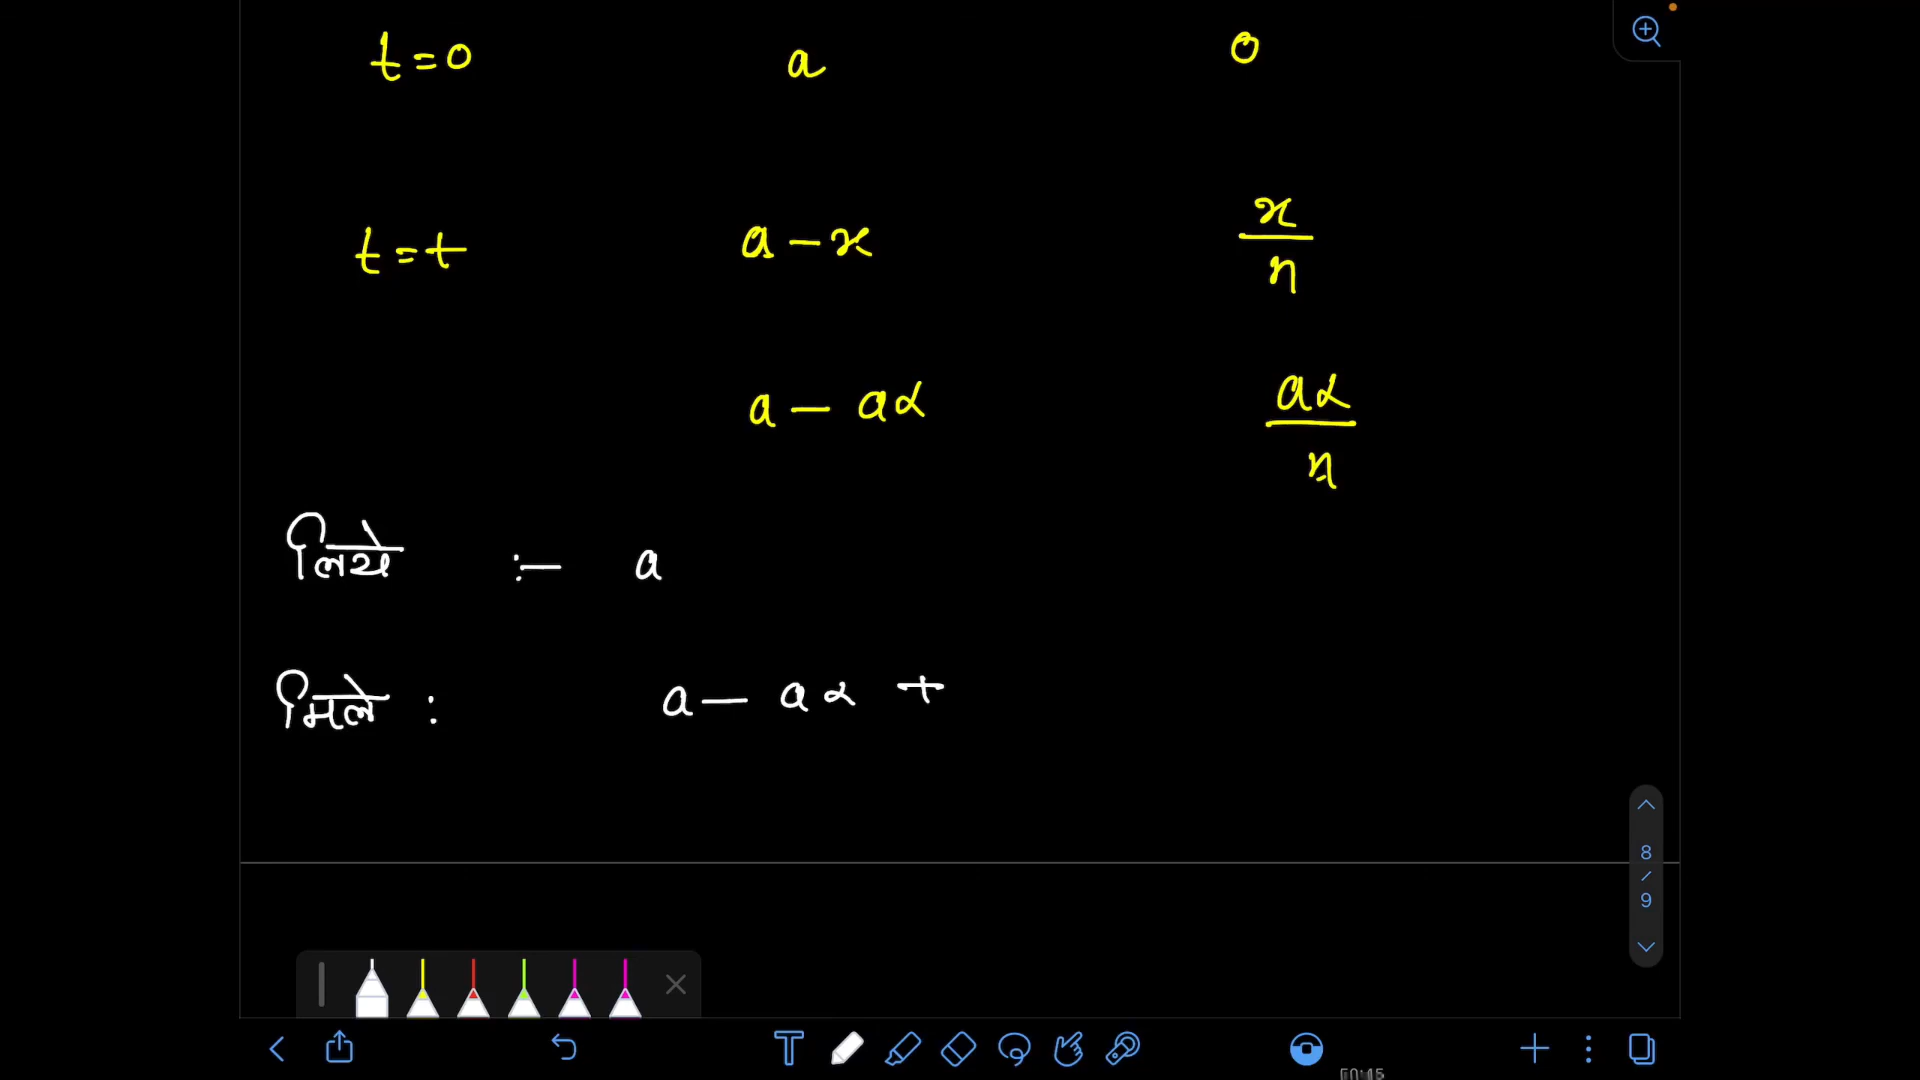 t=0 a 0
t=t a-x x/n
a - aα aα/n
लिये :- a
मिले : a - aα +
8
/
9